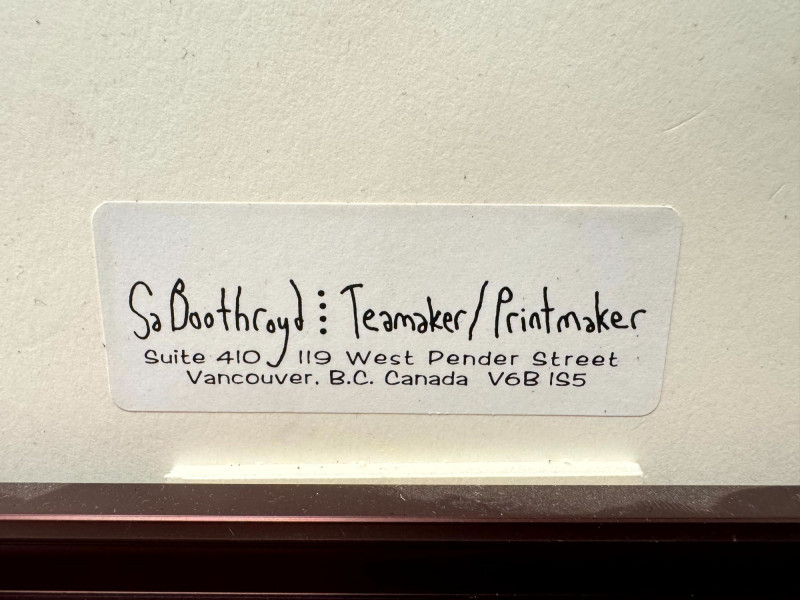 Sa Boothroyd ⁞ Teamaker/Printmaker
Suite 410 119 West Pender Street
Vancouver. B.C. Canada V6B 1S5